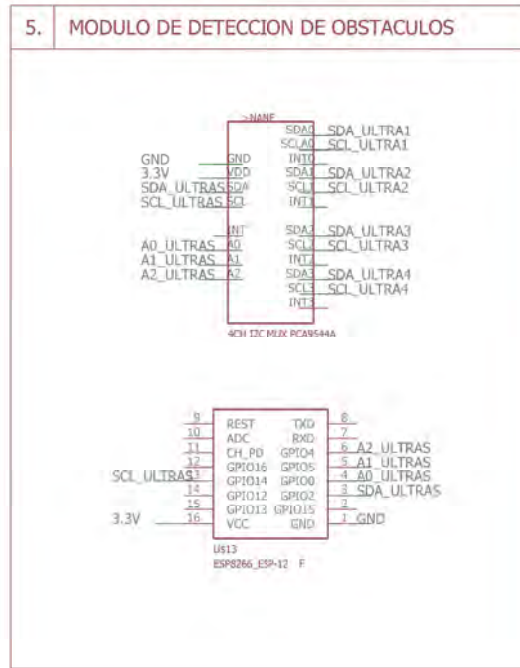 5. MODULO DE DETECCION DE OBSTACULOS
>NAME
SDA0 SDA_ULTRA1
SCLA0 SCL_ULTRA1
GND GND INT0
3.3V VDD SDA1 SDA_ULTRA2
SDA_ULTRAS SDA SCL1 SCL_ULTRA2
SCL_ULTRAS SCL INT1
INT SDA2 SDA_ULTRA3
A0_ULTRAS A0 SCL2 SCL_ULTRA3
A1_ULTRAS A1 INT2
A2_ULTRAS A2 SDA3 SDA_ULTRA4
SCL3 SCL_ULTRA4
INT3
4CH I2C MUX PCA9544A
9 REST TXD 8
10 ADC RXD 7
11 CH_PD GPIO4 6 A2_ULTRAS
12 GPIO16 GPIO5 5 A1_ULTRAS
SCL_ULTRAS 13 GPIO14 GPIO0 4 A0_ULTRAS
14 GPIO12 GPIO2 3 SDA_ULTRAS
15 GPIO13 GPIO15 2
3.3V 16 VCC GND 1 GND
U$13
ESP8266_ESP-12 F